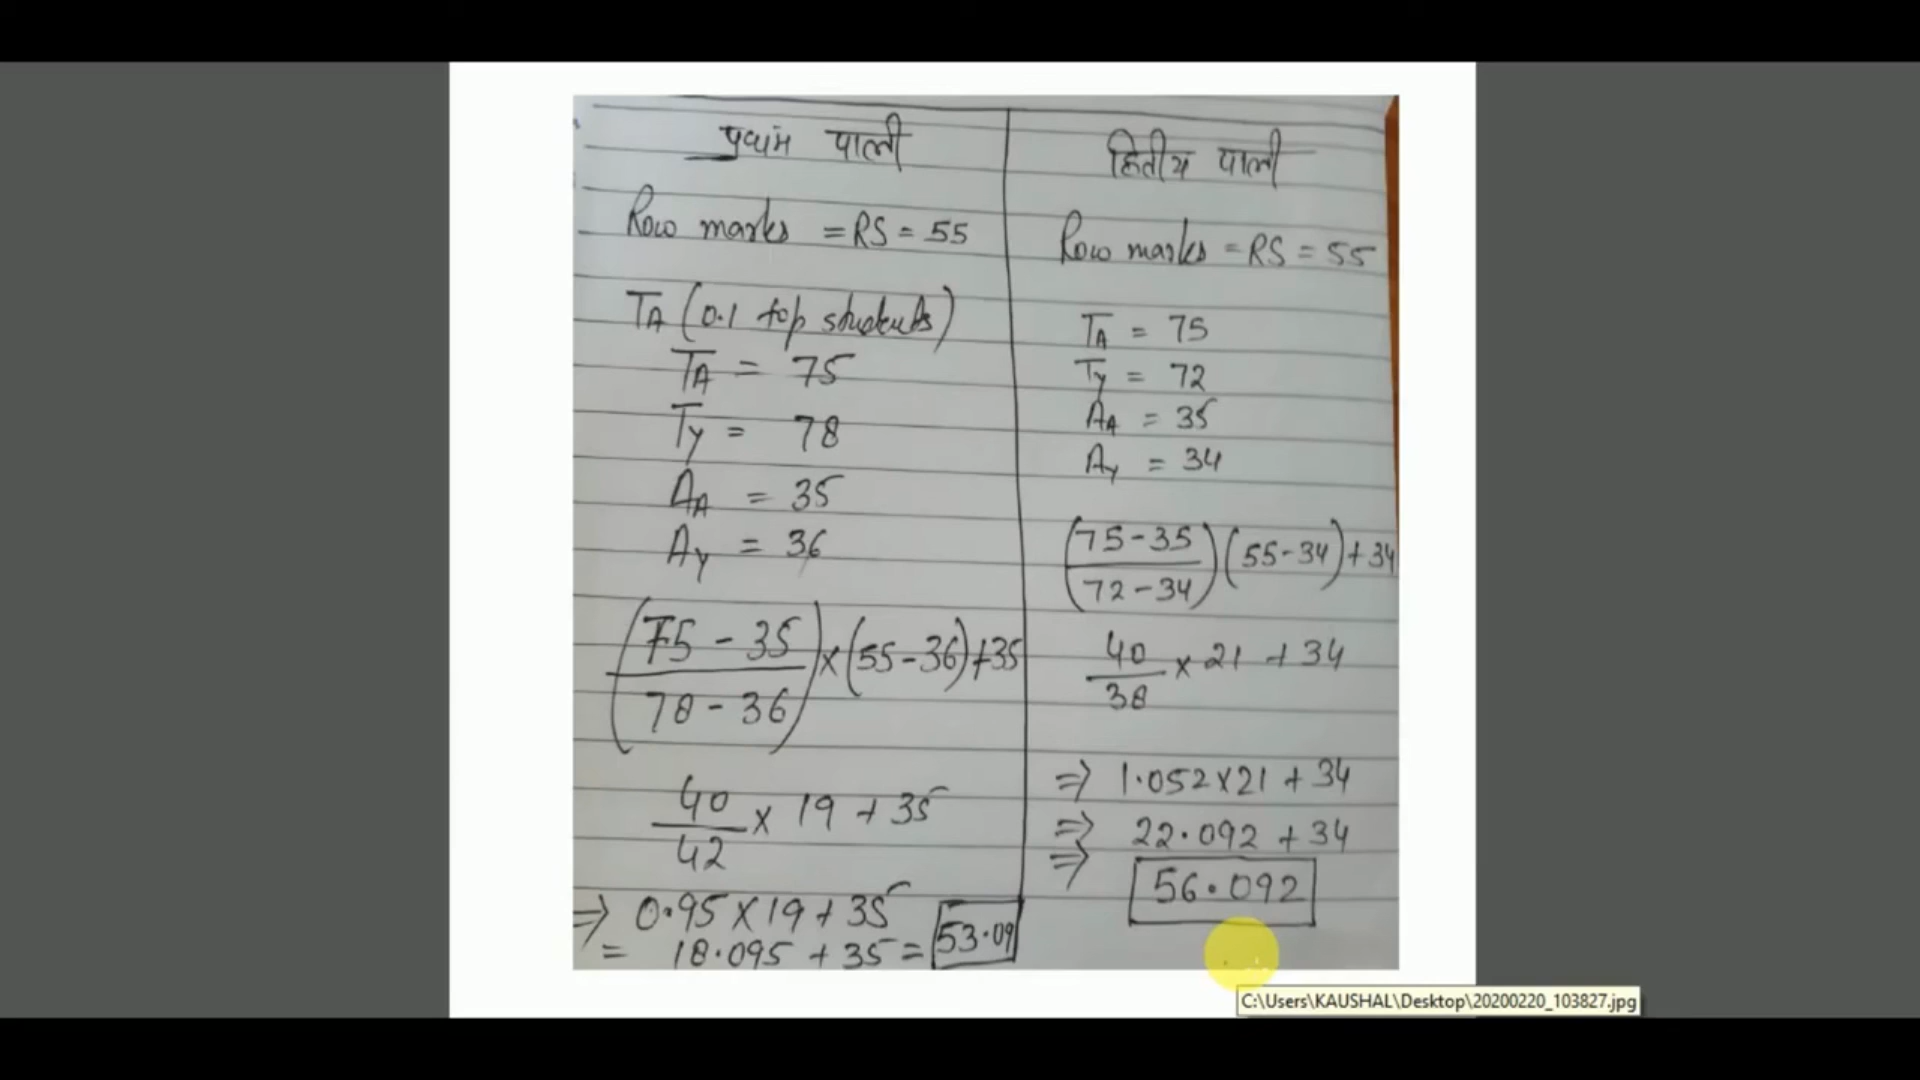 प्रथम पाली
Row marks = RS = 55
TA (0.1 top students)
TA = 75
Ty = 78
AA = 35
Ay = 36
(75 - 35 / 78 - 36) × (55 - 36) + 35
40/42 × 19 + 35
⇒ 0.95 × 19 + 35
= 18.095 + 35 = 53.09
द्वितीय पाली
Row marks = RS = 55
TA = 75
Ty = 72
AA = 35
Ay = 34
(75 - 35 / 72 - 34) (55 - 34) + 34
40/38 × 21 + 34
⇒ 1.052 × 21 + 34
⇒ 22.092 + 34
⇒ 56.092
C:\Users\KAUSHAL\Desktop\20200220_103827.jpg